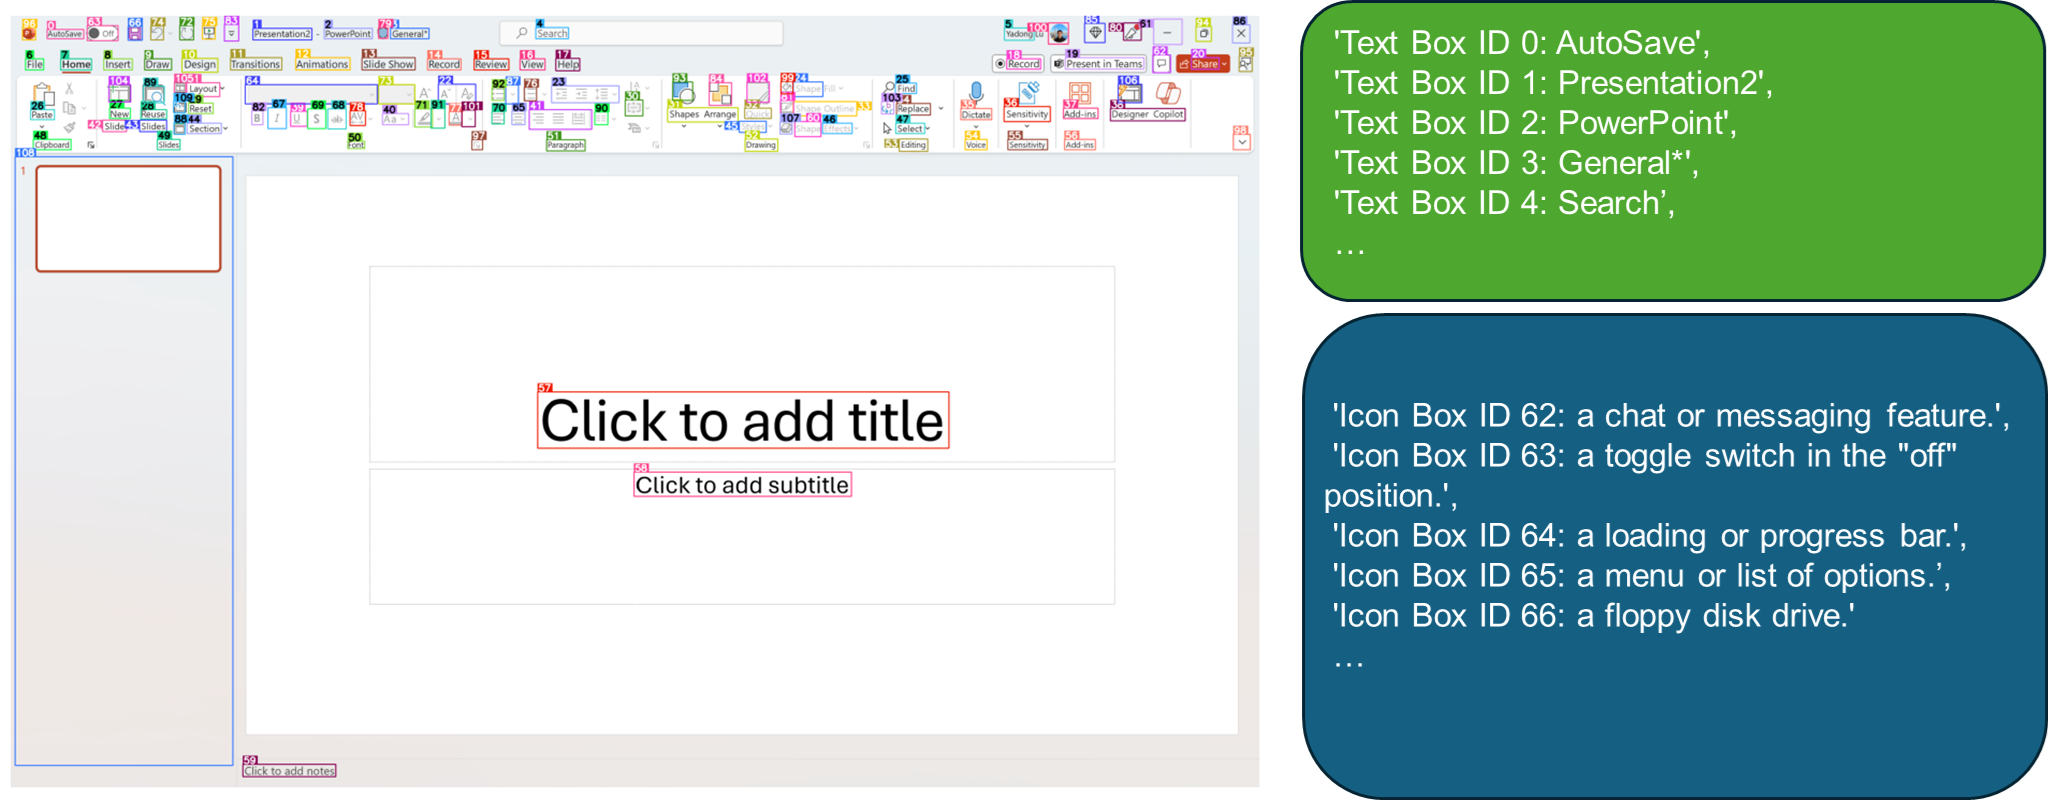 AutoSave Off Presentation2 - PowerPoint General* Search Yadong Lu
File Home Insert Draw Design Transitions Animations Slide Show Record Review View Help Record Present in Teams Share
Paste New Slide Reuse Slides Layout Reset Section
Shapes Arrange Quick Styles Shape Fill Shape Outline Shape Effects
Find Replace Select Dictate Sensitivity Add-ins Designer Copilot
Clipboard Slides Font Paragraph Drawing Editing Voice Sensitivity Add-ins
1
57
Click to add title
58
Click to add subtitle
59
Click to add notes
'Text Box ID 0: AutoSave',
'Text Box ID 1: Presentation2',
'Text Box ID 2: PowerPoint',
'Text Box ID 3: General*',
'Text Box ID 4: Search’,
…
'Icon Box ID 62: a chat or messaging feature.',
'Icon Box ID 63: a toggle switch in the "off"
position.',
'Icon Box ID 64: a loading or progress bar.',
'Icon Box ID 65: a menu or list of options.’,
'Icon Box ID 66: a floppy disk drive.'
…